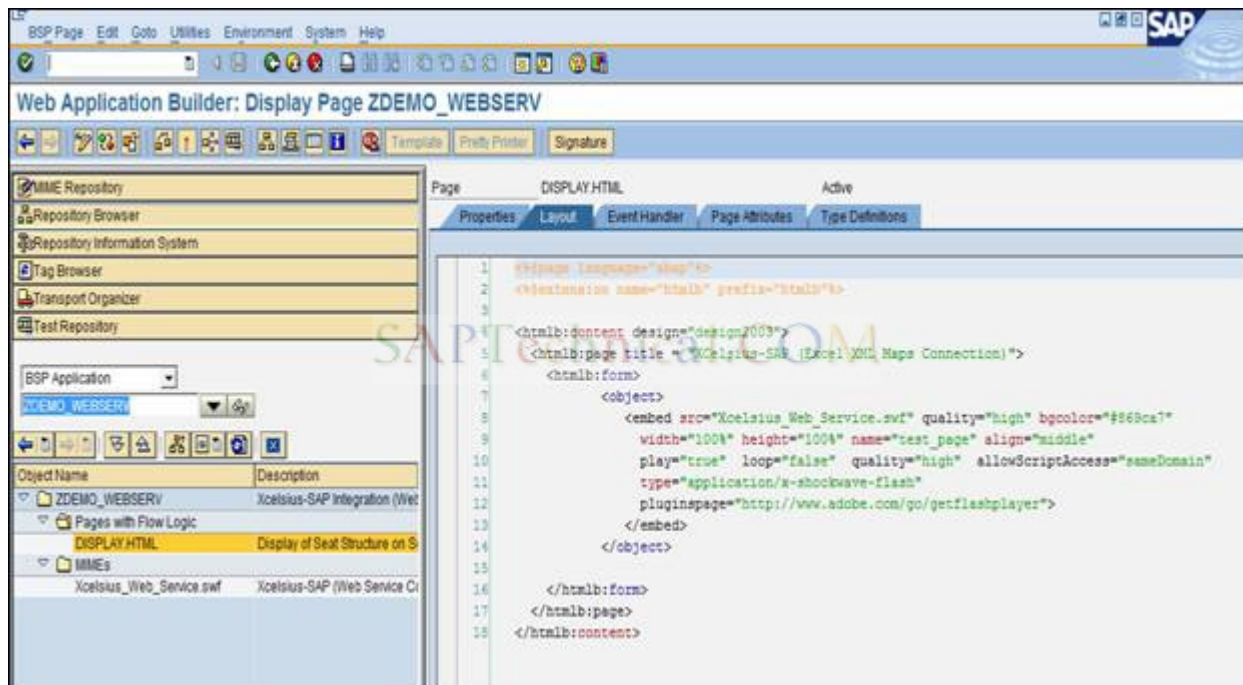 BSP Page Edit Goto Utilities Environment System Help
SAP
Web Application Builder: Display Page ZDEMO_WEBSERV
Template Pretty Printer Signature
MIME Repository
Repository Browser
Repository Information System
Tag Browser
Transport Organizer
Test Repository
BSP Application
ZDEMO_WEBSERV
Object Name Description
ZDEMO_WEBSERV Xcelsius-SAP Integration (Wet
Pages with Flow Logic
DISPLAY.HTML Display of Seat Structure on S
MIMEs
Xcelsius_Web_Service.swf Xcelsius-SAP (Web Service Co
Page DISPLAY.HTML Active
Properties Layout Event Handler Page Attributes Type Definitions
1 <%@page language="abap"%>
2 <%@extension name="htmlb" prefix="htmlb"%>
3
4 <htmlb:content design="design2003">
5 <htmlb:page title = "XCelsius-SAP (Excel XML Maps Connection)">
6 <htmlb:form>
7 <object>
8 <embed src="Xcelsius_Web_Service.swf" quality="high" bgcolor="#869ca7"
9 width="100%" height="100%" name="test_page" align="middle"
10 play="true" loop="false" quality="high" allowScriptAccess="sameDomain"
11 type="application/x-shockwave-flash"
12 pluginspage="http://www.adobe.com/go/getflashplayer">
13 </embed>
14 </object>
15
16 </htmlb:form>
17 </htmlb:page>
18 </htmlb:content>
SAPTechnical.COM